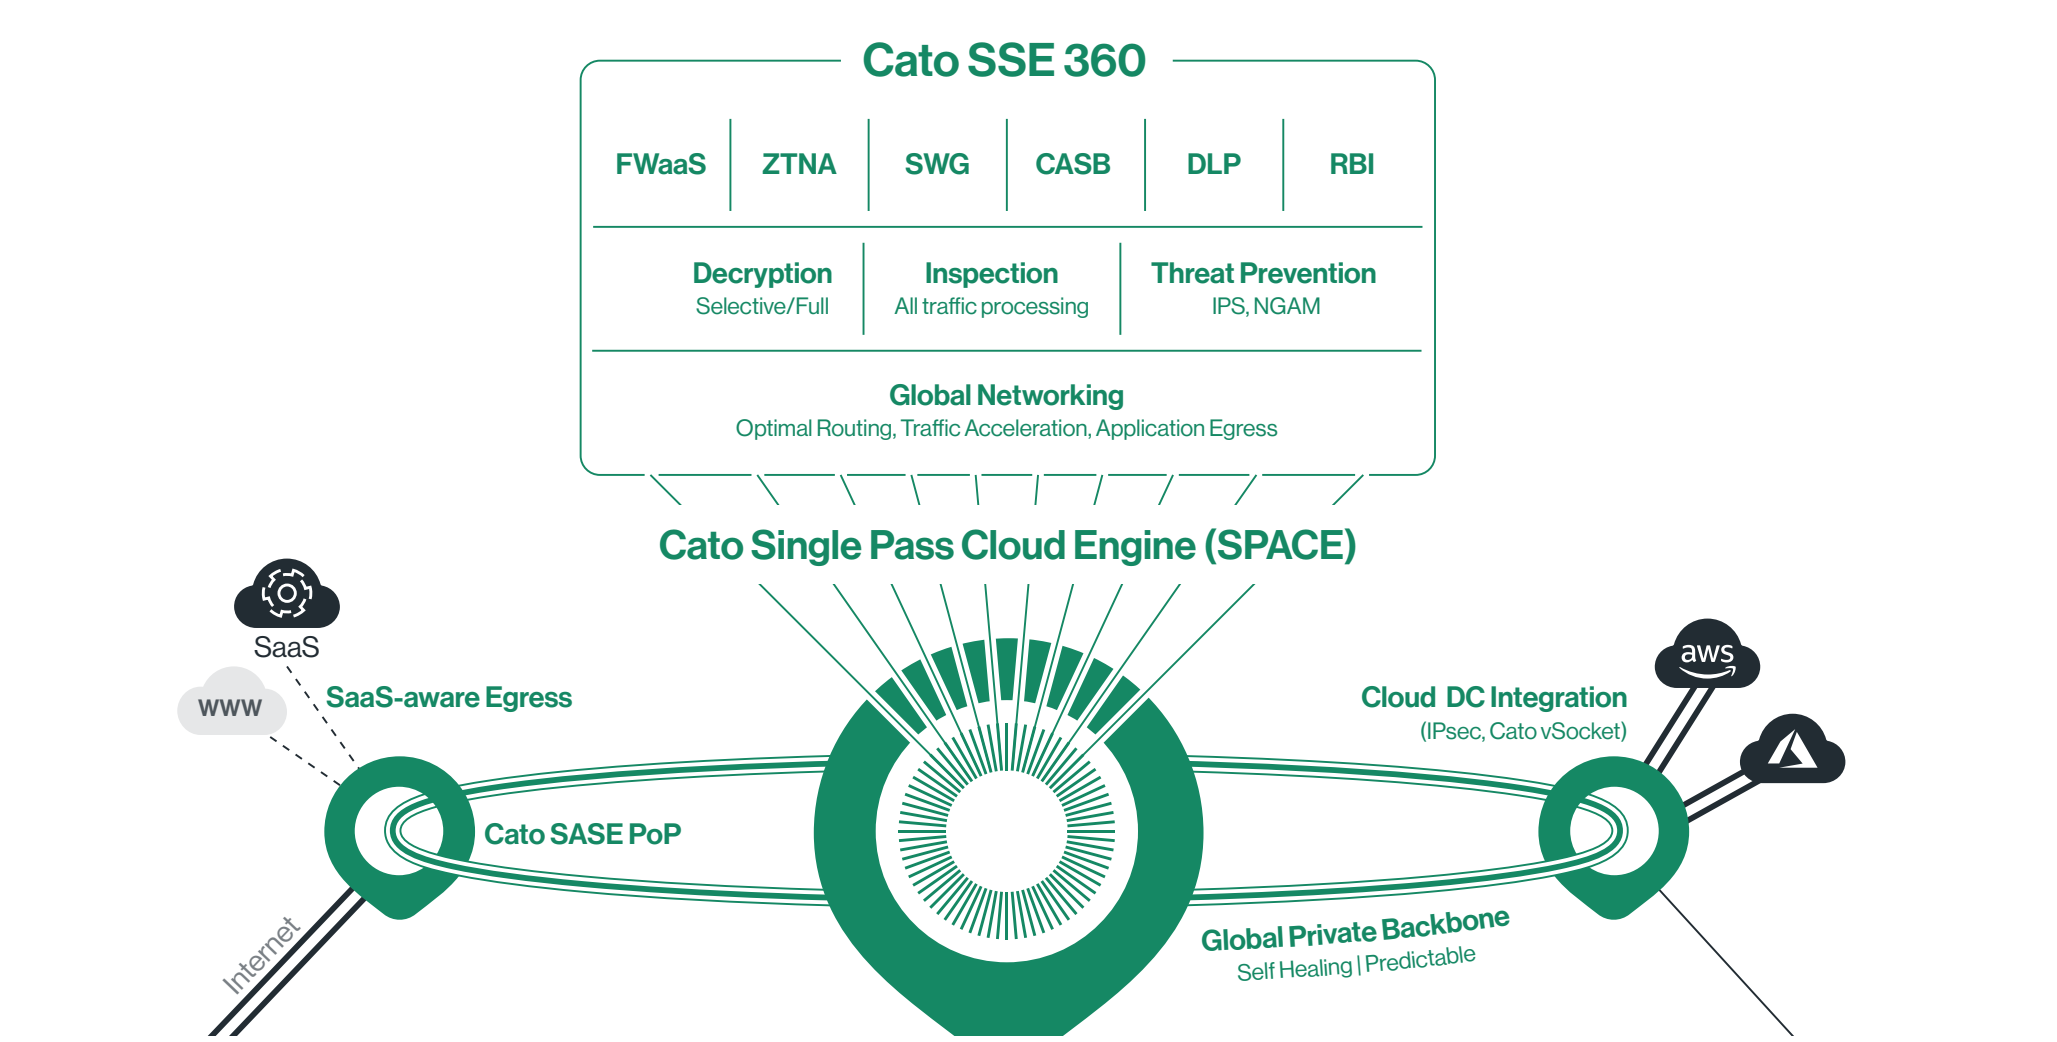 Cato SSE 360
FWaaS
ZTNA
SWG
CASB
DLP
RBI
Decryption
Selective/Full
Inspection
All traffic processing
Threat Prevention
IPS, NGAM
Global Networking
Optimal Routing, Traffic Acceleration, Application Egress
Cato Single Pass Cloud Engine (SPACE)
SaaS
www
SaaS-aware Egress
Cato SASE PoP
Internet
Cloud DC Integration
(IPsec, Cato vSocket)
aws
Global Private Backbone
Self Healing | Predictable